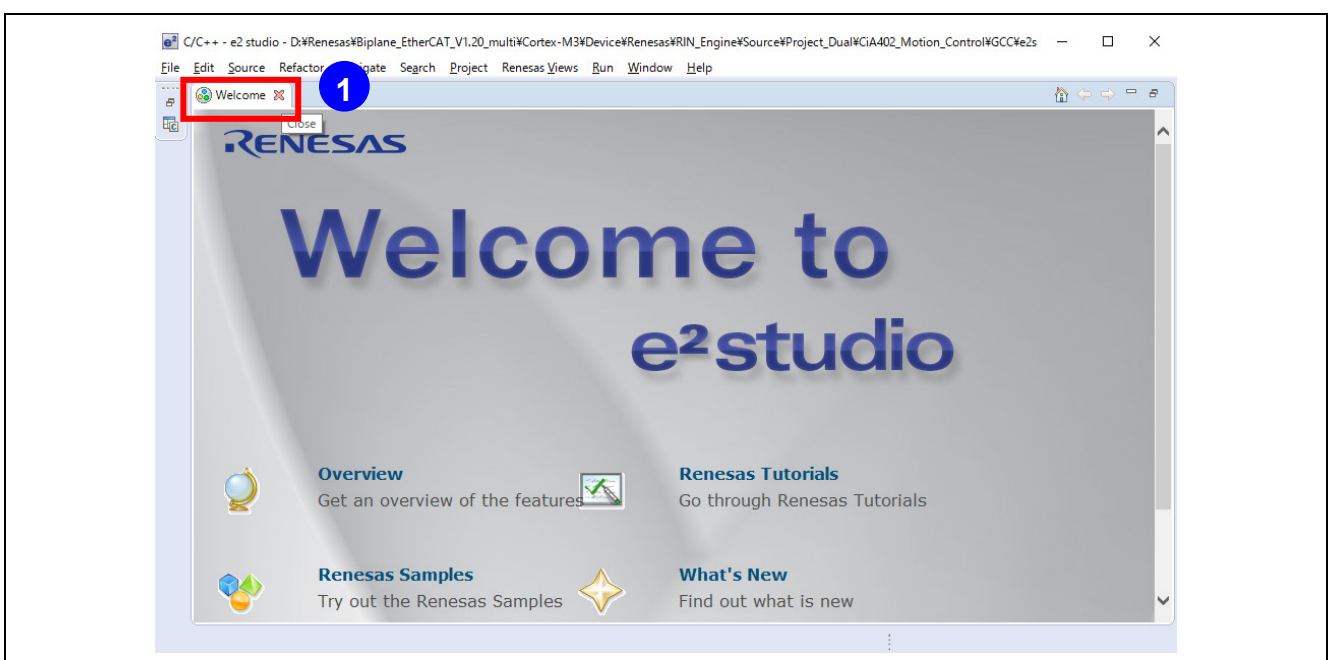 C/C++ - e2 studio - D:¥Renesas¥Biplane_EtherCAT_V1.20_multi¥Cortex-M3¥Device¥Renesas¥RIN_Engine¥Source¥Project_Dual¥CiA402_Motion_Control¥GCC¥e2s
File Edit Source Refactor igate Search Project Renesas Views Run Window Help
Welcome
1
Close
RENESAS
Welcome to
e² studio
Overview
Get an overview of the features
Renesas Tutorials
Go through Renesas Tutorials
Renesas Samples
Try out the Renesas Samples
What's New
Find out what is new